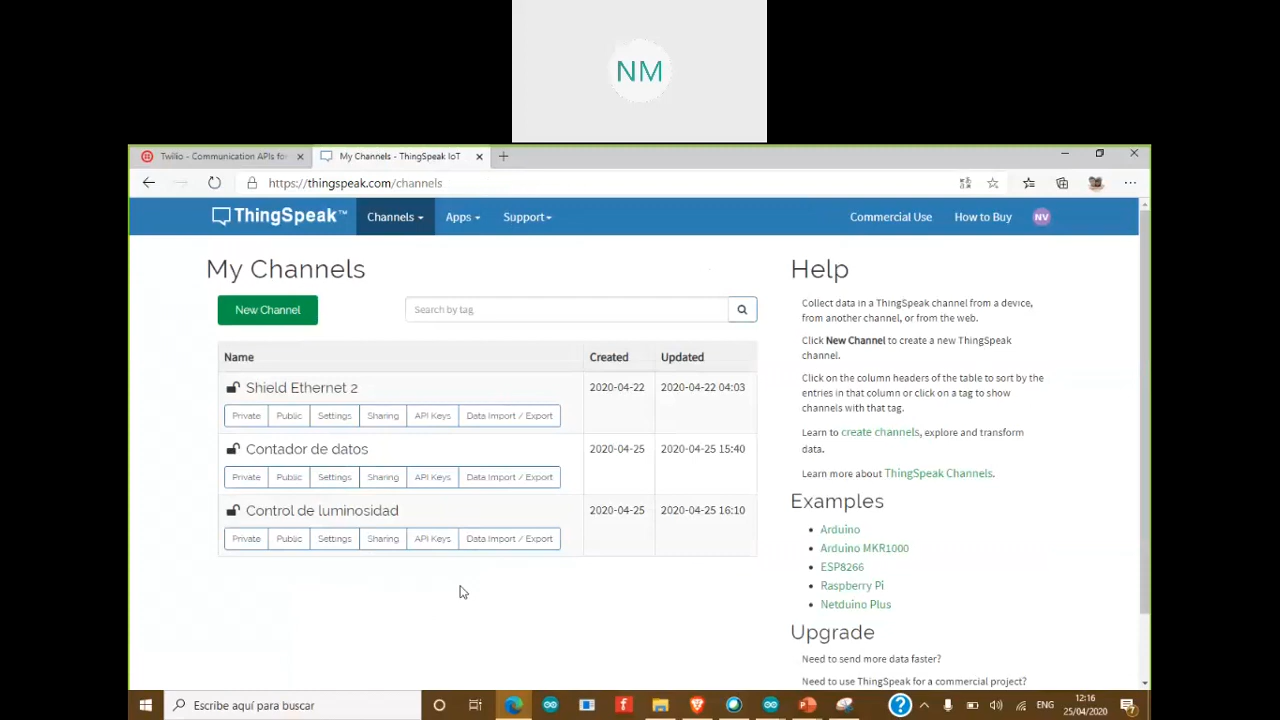 NM
Twilio - Communication APIs for
My Channels - ThingSpeak IoT
https://thingspeak.com/channels
ThingSpeak™
Channels
Apps
Support
Commercial Use
How to Buy
NV
My Channels
New Channel
Search by tag
Name Created Updated
Shield Ethernet 2 2020-04-22 2020-04-22 04:03
Private Public Settings Sharing API Keys Data Import / Export
Contador de datos 2020-04-25 2020-04-25 15:40
Private Public Settings Sharing API Keys Data Import / Export
Control de luminosidad 2020-04-25 2020-04-25 16:10
Private Public Settings Sharing API Keys Data Import / Export
Help
Collect data in a ThingSpeak channel from a device,
from another channel, or from the web.
Click New Channel to create a new ThingSpeak
channel.
Click on the column headers of the table to sort by the
entries in that column or click on a tag to show
channels with that tag.
Learn to create channels, explore and transform
data.
Learn more about ThingSpeak Channels.
Examples
Arduino
Arduino MKR1000
ESP8266
Raspberry Pi
Netduino Plus
Upgrade
Need to send more data faster?
Need to use ThingSpeak for a commercial project?
Escribe aquí para buscar
ENG
12:16
25/04/2020